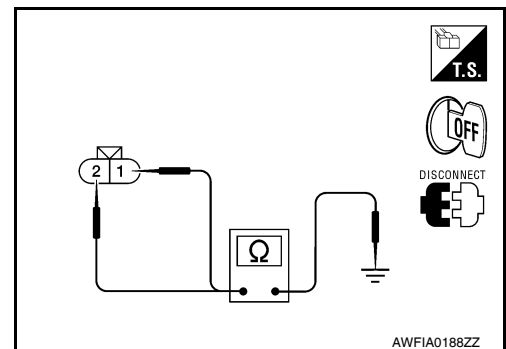 T.S.
OFF
DISCONNECT
2 1
Ω
AWFIA0188ZZ